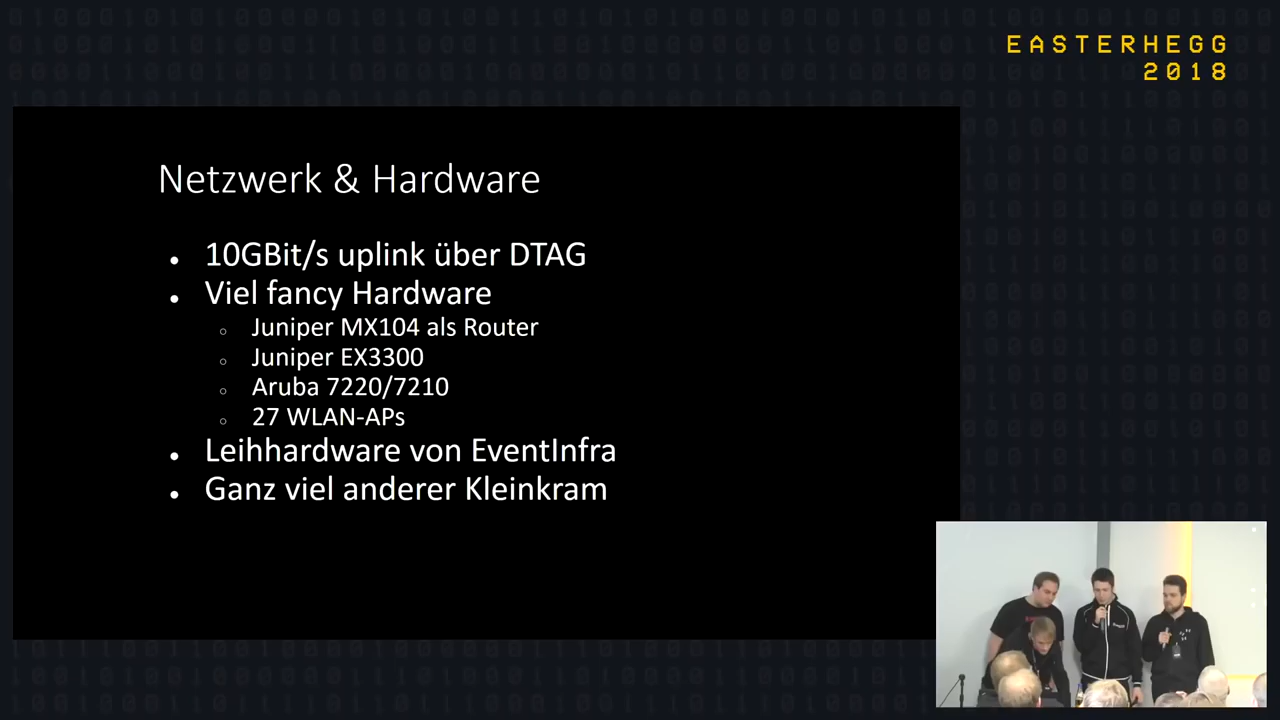 EASTERHEGG
2018
Netzwerk & Hardware
10GBit/s uplink über DTAG
Viel fancy Hardware
Juniper MX104 als Router
Juniper EX3300
Aruba 7220/7210
27 WLAN-APs
Leihhardware von EventInfra
Ganz viel anderer Kleinkram